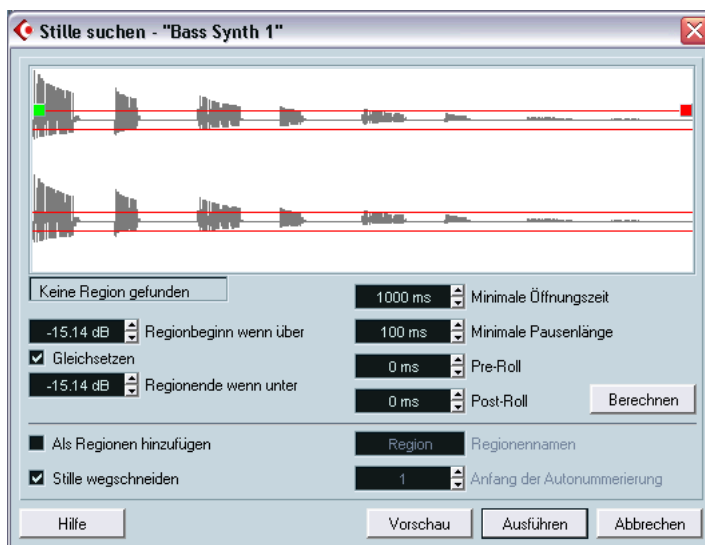 Stille suchen - "Bass Synth 1"
Keine Region gefunden
-15.14 dB Regionbeginn wenn über
Gleichsetzen
-15.14 dB Regionende wenn unter
1000 ms Minimale Öffnungszeit
100 ms Minimale Pausenlänge
0 ms Pre-Roll
0 ms Post-Roll
Berechnen
Als Regionen hinzufügen
Region Regionennamen
Stille wegschneiden
1 Anfang der Autonummerierung
Hilfe
Vorschau
Ausführen
Abbrechen